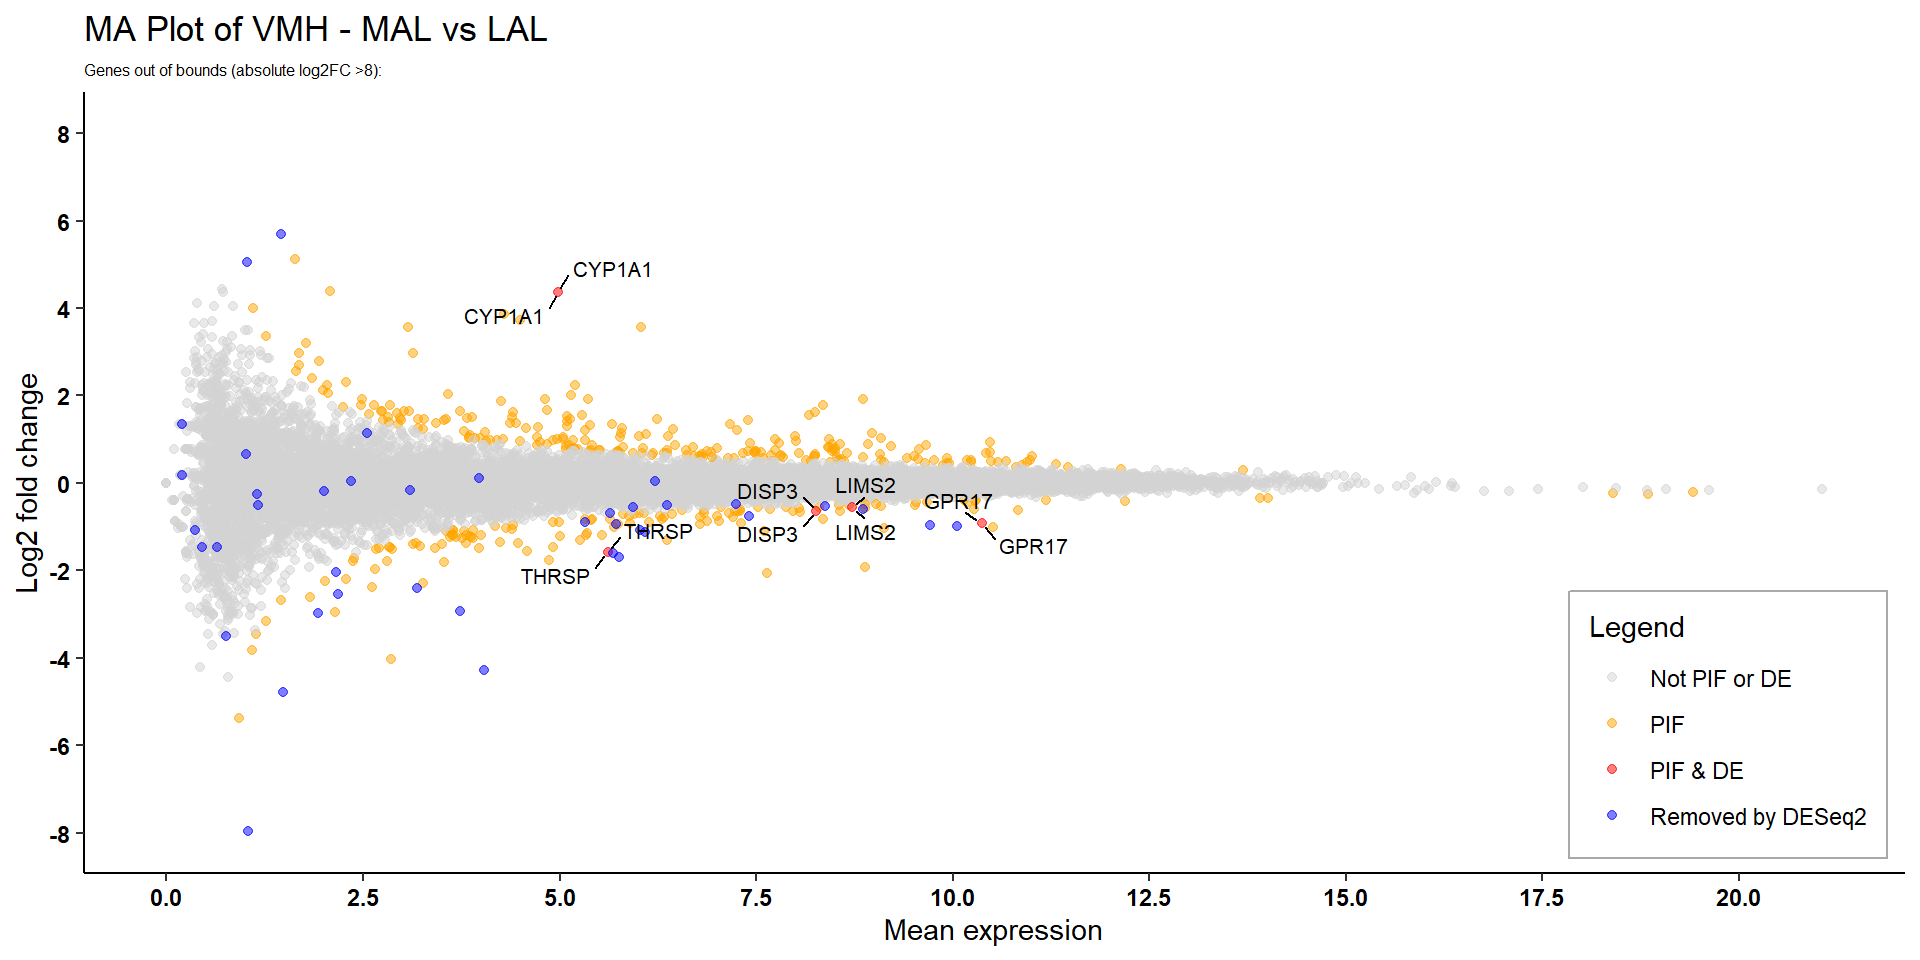 MA Plot of VMH - MAL vs LAL
Genes out of bounds (absolute log2FC >8):
Log2 fold change
8
6
4
2
0
-2
-4
-6
-8
CYP1A1
CYP1A1
DISP3
LIMS2
GPR17
THRSP
DISP3
LIMS2
GPR17
THRSP
Legend
Not PIF or DE
PIF
PIF & DE
Removed by DESeq2
0.0
2.5
5.0
7.5
10.0
12.5
15.0
17.5
20.0
Mean expression